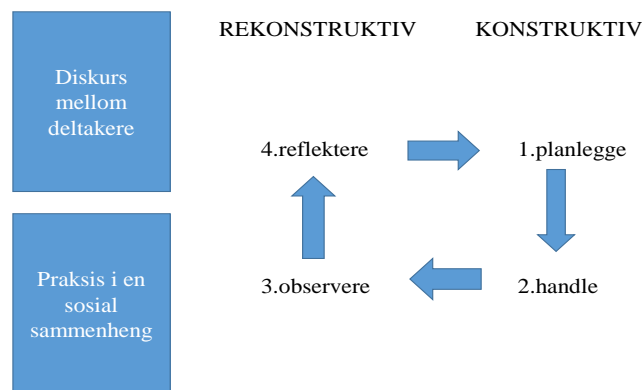 REKONSTRUKTIV KONSTRUKTIV
Diskurs
mellom
deltakere
4.reflektere 1.planlegge
Praksis i en
sosial
sammenheng
3.observere 2.handle